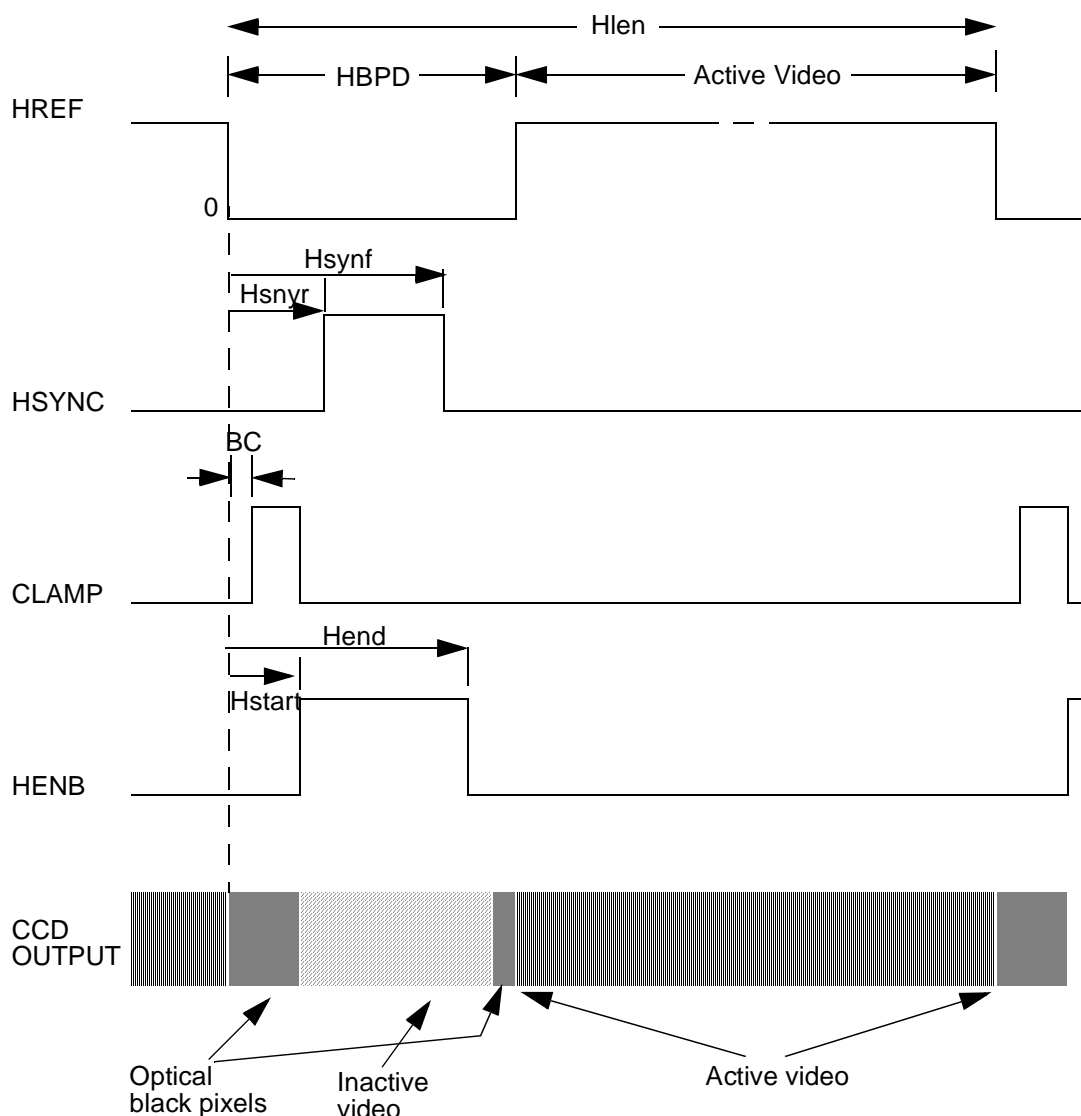 Hlen
HBPD
Active Video
HREF
0
Hsynf
Hsnyr
HSYNC
BC
CLAMP
Hend
Hstart
HENB
CCD
OUTPUT
Optical
black pixels
Inactive
video
Active video